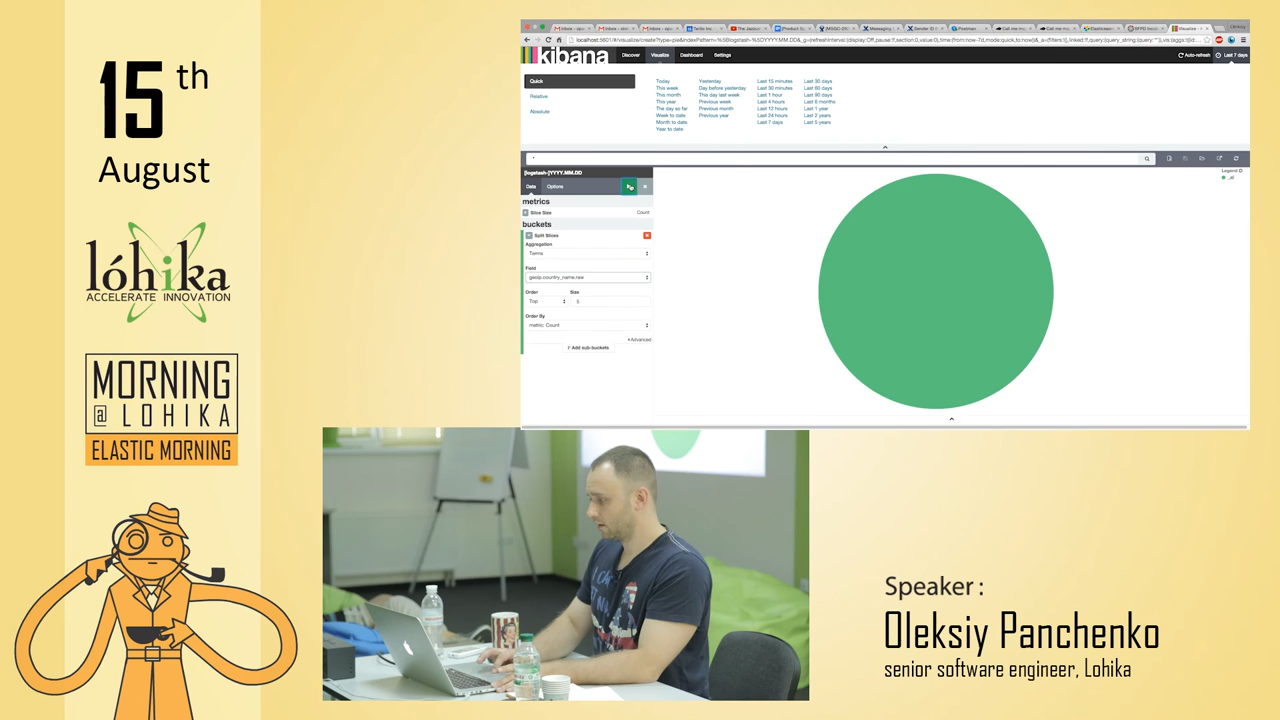 15th
August
lóhika
ACCELERATE INNOVATION
MORNING
@ LOHIKA
ELASTIC MORNING
kibana
Discover
Visualize
Dashboard
Settings
Auto-refresh
Last 7 days
Quick
Relative
Absolute
Today
This week
This month
This year
The day so far
Week to date
Month to date
Year to date
Yesterday
Day before yesterday
This day last week
Previous week
Previous month
Previous year
Last 15 minutes
Last 30 minutes
Last 1 hour
Last 4 hours
Last 12 hours
Last 24 hours
Last 7 days
Last 30 days
Last 60 days
Last 90 days
Last 6 months
Last 1 year
Last 2 years
Last 5 years
*
[logstash-]YYYY.MM.DD
Data
Options
metrics
Slice Size
Count
buckets
Split Slices
Aggregation
Terms
Field
geoip.country_name.raw
Order
Size
Top
Order By
metric: Count
Advanced
Add sub-buckets
Legend
_all
Speaker :
Oleksiy Panchenko
senior software engineer, Lohika